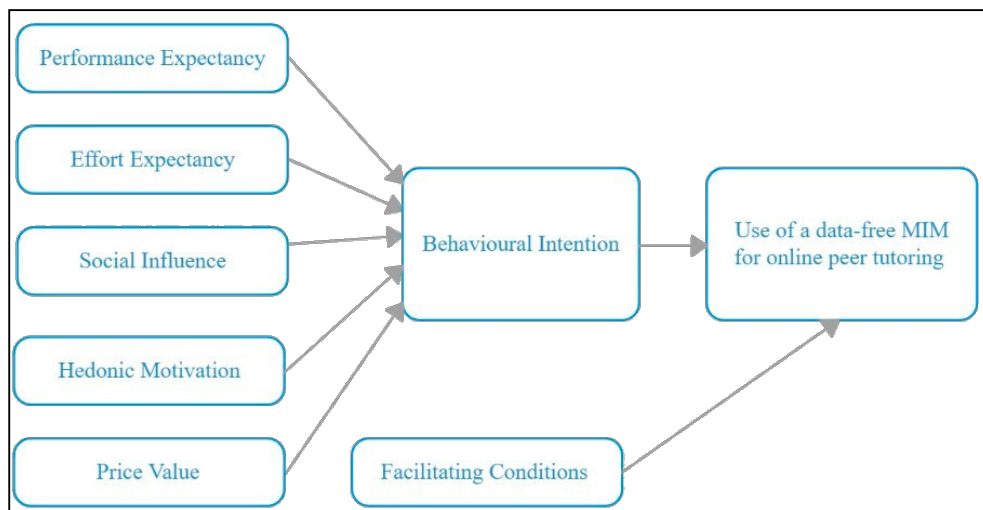 Performance Expectancy
Effort Expectancy
Social Influence
Hedonic Motivation
Price Value
Behavioural Intention
Facilitating Conditions
Use of a data-free MIM
for online peer tutoring